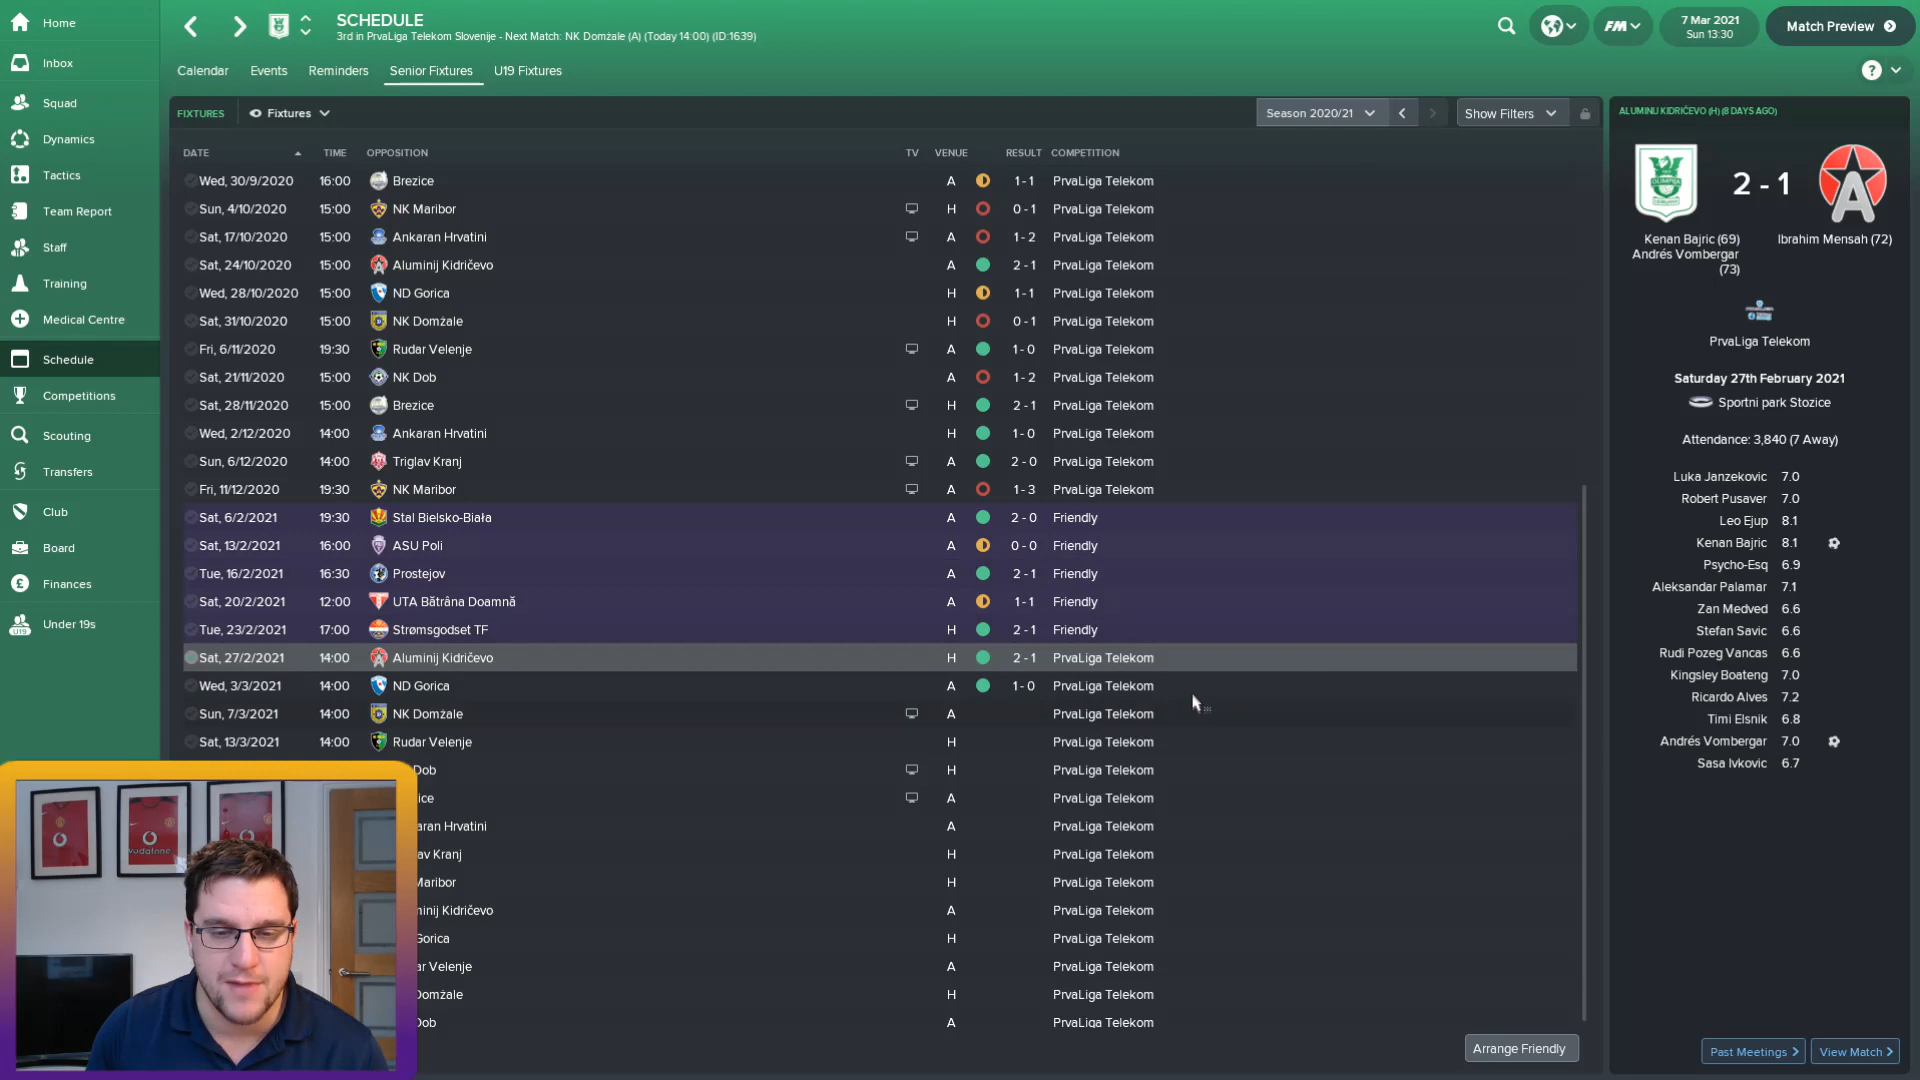 Home
Inbox
Squad
Dynamics
Tactics
Team Report
Staff
Training
Medical Centre
Schedule
Competitions
Scouting
Transfers
Club
Board
Finances
Under 19s
SCHEDULE
3rd in PrvaLiga Telekom Slovenije - Next Match: NK Domžale (A) (Today 14:00) (ID:1639)
FM
7 Mar 2021
Sun 13:30
Match Preview
Calendar Events Reminders Senior Fixtures U19 Fixtures
FIXTURES Fixtures Season 2020/21 Show Filters
DATE TIME OPPOSITION TV VENUE RESULT COMPETITION
Wed, 30/9/2020 16:00 Brezice A 1 - 1 PrvaLiga Telekom
Sun, 4/10/2020 15:00 NK Maribor H 0 - 1 PrvaLiga Telekom
Sat, 17/10/2020 15:00 Ankaran Hrvatini A 1 - 2 PrvaLiga Telekom
Sat, 24/10/2020 15:00 Aluminij Kidričevo A 2 - 1 PrvaLiga Telekom
Wed, 28/10/2020 15:00 ND Gorica H 1 - 1 PrvaLiga Telekom
Sat, 31/10/2020 15:00 NK Domžale H 0 - 1 PrvaLiga Telekom
Fri, 6/11/2020 19:30 Rudar Velenje A 1 - 0 PrvaLiga Telekom
Sat, 21/11/2020 15:00 NK Dob A 1 - 2 PrvaLiga Telekom
Sat, 28/11/2020 15:00 Brezice H 2 - 1 PrvaLiga Telekom
Wed, 2/12/2020 14:00 Ankaran Hrvatini H 1 - 0 PrvaLiga Telekom
Sun, 6/12/2020 14:00 Triglav Kranj A 2 - 0 PrvaLiga Telekom
Fri, 11/12/2020 19:30 NK Maribor A 1 - 3 PrvaLiga Telekom
Sat, 6/2/2021 19:30 Stal Bielsko-Biała A 2 - 0 Friendly
Sat, 13/2/2021 16:00 ASU Poli A 0 - 0 Friendly
Tue, 16/2/2021 16:30 Prostejov A 2 - 1 Friendly
Sat, 20/2/2021 12:00 UTA Bătrâna Doamnă A 1 - 1 Friendly
Tue, 23/2/2021 17:00 Strømsgodset TF H 2 - 1 Friendly
Sat, 27/2/2021 14:00 Aluminij Kidričevo H 2 - 1 PrvaLiga Telekom
Wed, 3/3/2021 14:00 ND Gorica A 1 - 0 PrvaLiga Telekom
Sun, 7/3/2021 14:00 NK Domžale A PrvaLiga Telekom
Sat, 13/3/2021 14:00 Rudar Velenje H PrvaLiga Telekom
Dob H PrvaLiga Telekom
ice A PrvaLiga Telekom
aran Hrvatini A PrvaLiga Telekom
av Kranj H PrvaLiga Telekom
Maribor H PrvaLiga Telekom
inij Kidričevo A PrvaLiga Telekom
Gorica H PrvaLiga Telekom
ar Velenje A PrvaLiga Telekom
Domžale H PrvaLiga Telekom
Dob A PrvaLiga Telekom
Arrange Friendly
ALUMINIJ KIDRIČEVO (H) (8 DAYS AGO)
2 - 1
Kenan Bajric (69)
Andrés Vombergar
(73)
Ibrahim Mensah (72)
PrvaLiga Telekom
Saturday 27th February 2021
Sportni park Stozice
Attendance: 3,840 (7 Away)
Luka Janzekovic 7.0
Robert Pusaver 7.0
Leo Ejup 8.1
Kenan Bajric 8.1
Psycho-Esq 6.9
Aleksandar Palamar 7.1
Zan Medved 6.6
Stefan Savic 6.6
Rudi Pozeg Vancas 6.6
Kingsley Boateng 7.0
Ricardo Alves 7.2
Timi Elsnik 6.8
Andrés Vombergar 7.0
Sasa Ivkovic 6.7
Past Meetings
View Match
vodafone